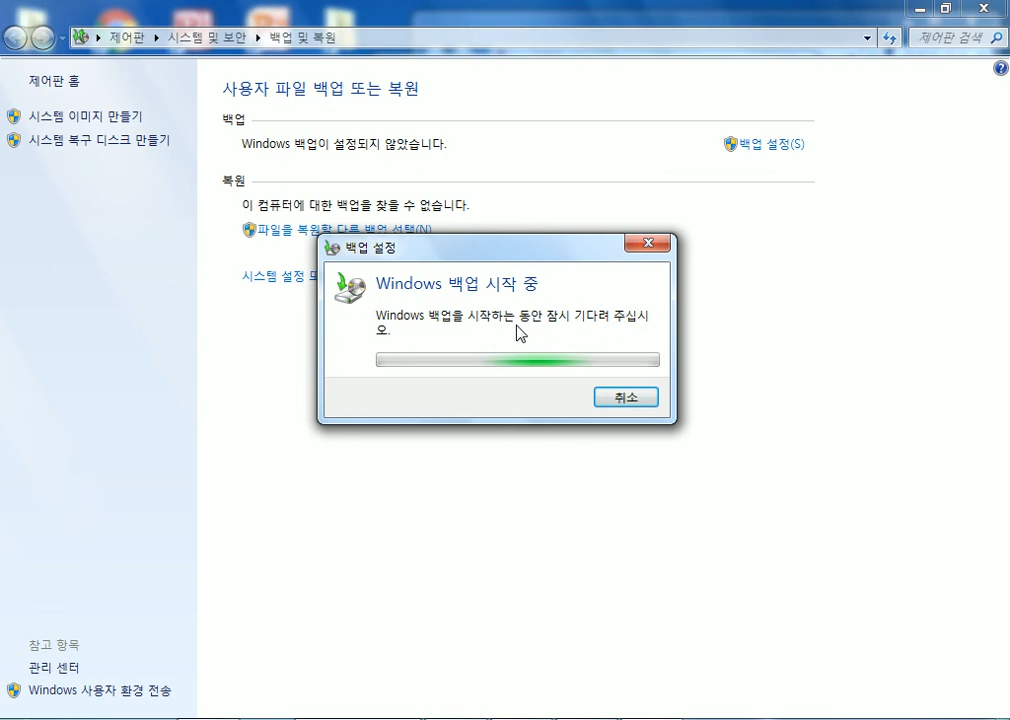 제어판 ▸ 시스템 및 보안 ▸ 백업 및 복원
제어판 검색
제어판 홈
시스템 이미지 만들기
시스템 복구 디스크 만들기
사용자 파일 백업 또는 복원
백업
Windows 백업이 설정되지 않았습니다.
백업 설정(S)
복원
이 컴퓨터에 대한 백업을 찾을 수 없습니다.
파일을 복원할 다른 백업 선택(N)
시스템 설정 또
백업 설정
Windows 백업 시작 중
Windows 백업을 시작하는 동안 잠시 기다려 주십시
오.
취소
참고 항목
관리 센터
Windows 사용자 환경 전송